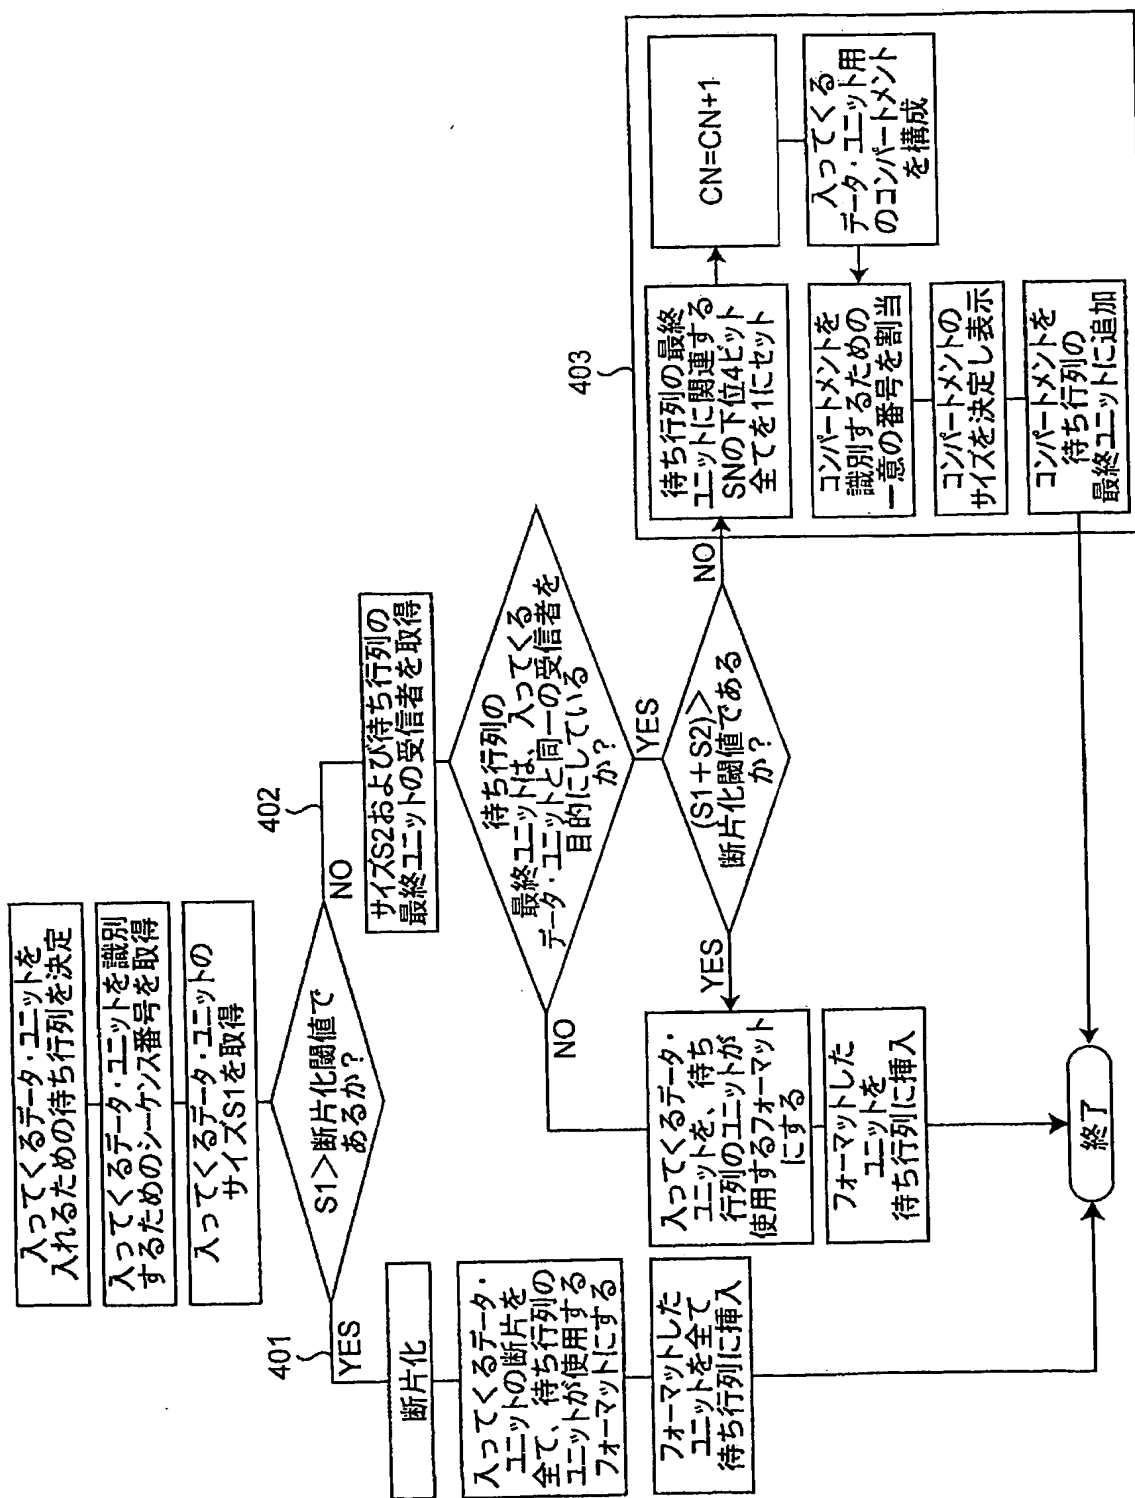 入ってくるデータ・ユニットを
入れるための待ち行列を決定
入ってくるデータ・ユニットを識別
するためのシーケンス番号を取得
入ってくるデータ・ユニットの
サイズS1を取得
S1>断片化閾値で
あるか?
401
YES
断片化
入ってくるデータ・
ユニットの断片を
全て、待ち行列の
ユニットが使用する
フォーマットにする
フォーマットした
ユニットを全て
待ち行列に挿入
402
NO
サイズS2および待ち行列の
最終ユニットの受信者を取得
待ち行列の
最終ユニットは、入ってくる
データ・ユニットと同一の受信者を
目的にしている
か?
NO
YES
(S1+S2)>
断片化閾値である
か?
YES
NO
入ってくるデータ・
ユニットを、待ち
行列のユニットが
使用するフォーマット
にする
フォーマットした
ユニットを
待ち行列に挿入
403
待ち行列の最終
ユニットに関連する
SNの下位4ビット
全てを1にセット
CN=CN+1
入ってくる
データ・ユニット用
のコンパートメント
を構成
コンパートメントを
識別するための
一意の番号を割当
コンパートメントの
サイズを決定し表示
コンパートメントを
待ち行列の
最終ユニットに追加
終了